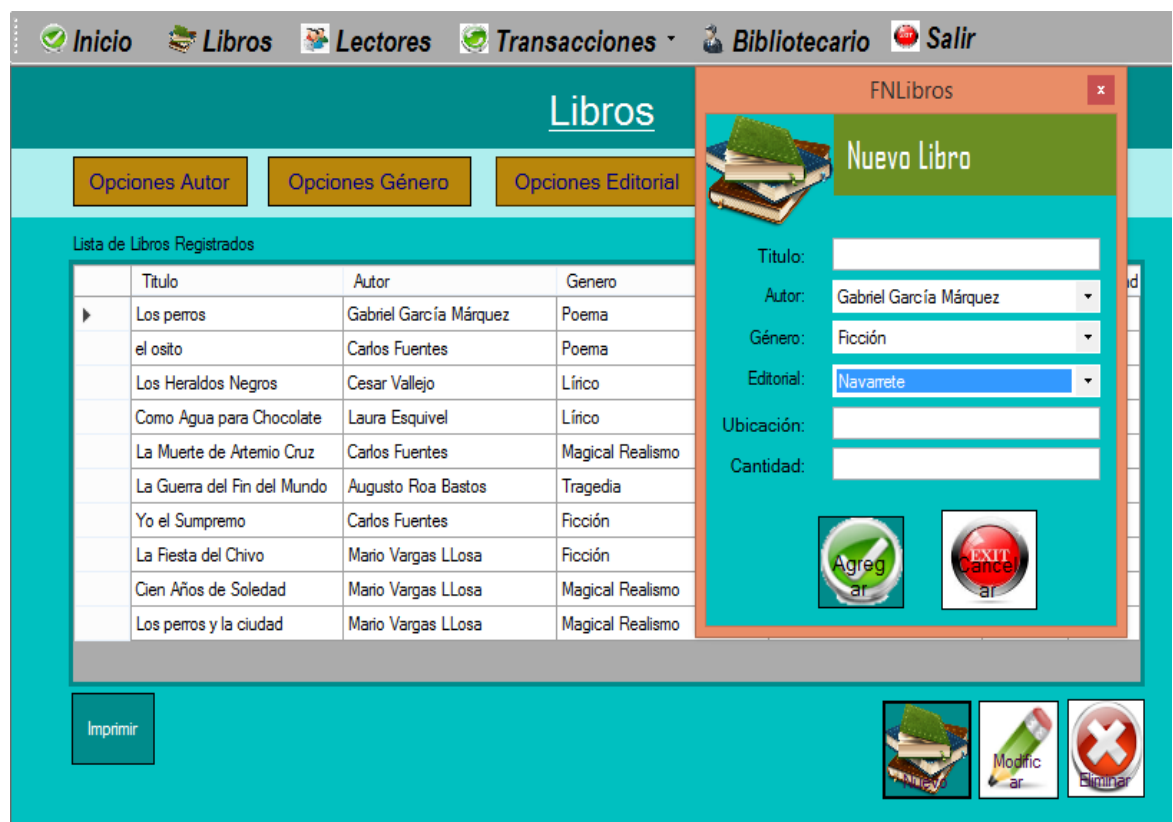 Inicio Libros Lectores Transacciones Bibliotecario Salir
Libros
Opciones Autor Opciones Género Opciones Editorial
Lista de Libros Registrados
Titulo Autor Genero
Los perros Gabriel García Márquez Poema
el osito Carlos Fuentes Poema
Los Heraldos Negros Cesar Vallejo Lírico
Como Agua para Chocolate Laura Esquivel Lírico
La Muerte de Artemio Cruz Carlos Fuentes Magical Realismo
La Guerra del Fin del Mundo Augusto Roa Bastos Tragedia
Yo el Sumpremo Carlos Fuentes Ficción
La Fiesta del Chivo Mario Vargas LLosa Ficción
Cien Años de Soledad Mario Vargas LLosa Magical Realismo
Los perros y la ciudad Mario Vargas LLosa Magical Realismo
FNLibros
x
Nuevo Libro
Titulo:
Autor: Gabriel García Márquez
Género: Ficción
Editorial: Navarrete
Ubicación:
Cantidad:
Agreg
ar
EXIT
Cancel
ar
Imprimir
Nuevo
Modific
ar
Eliminar